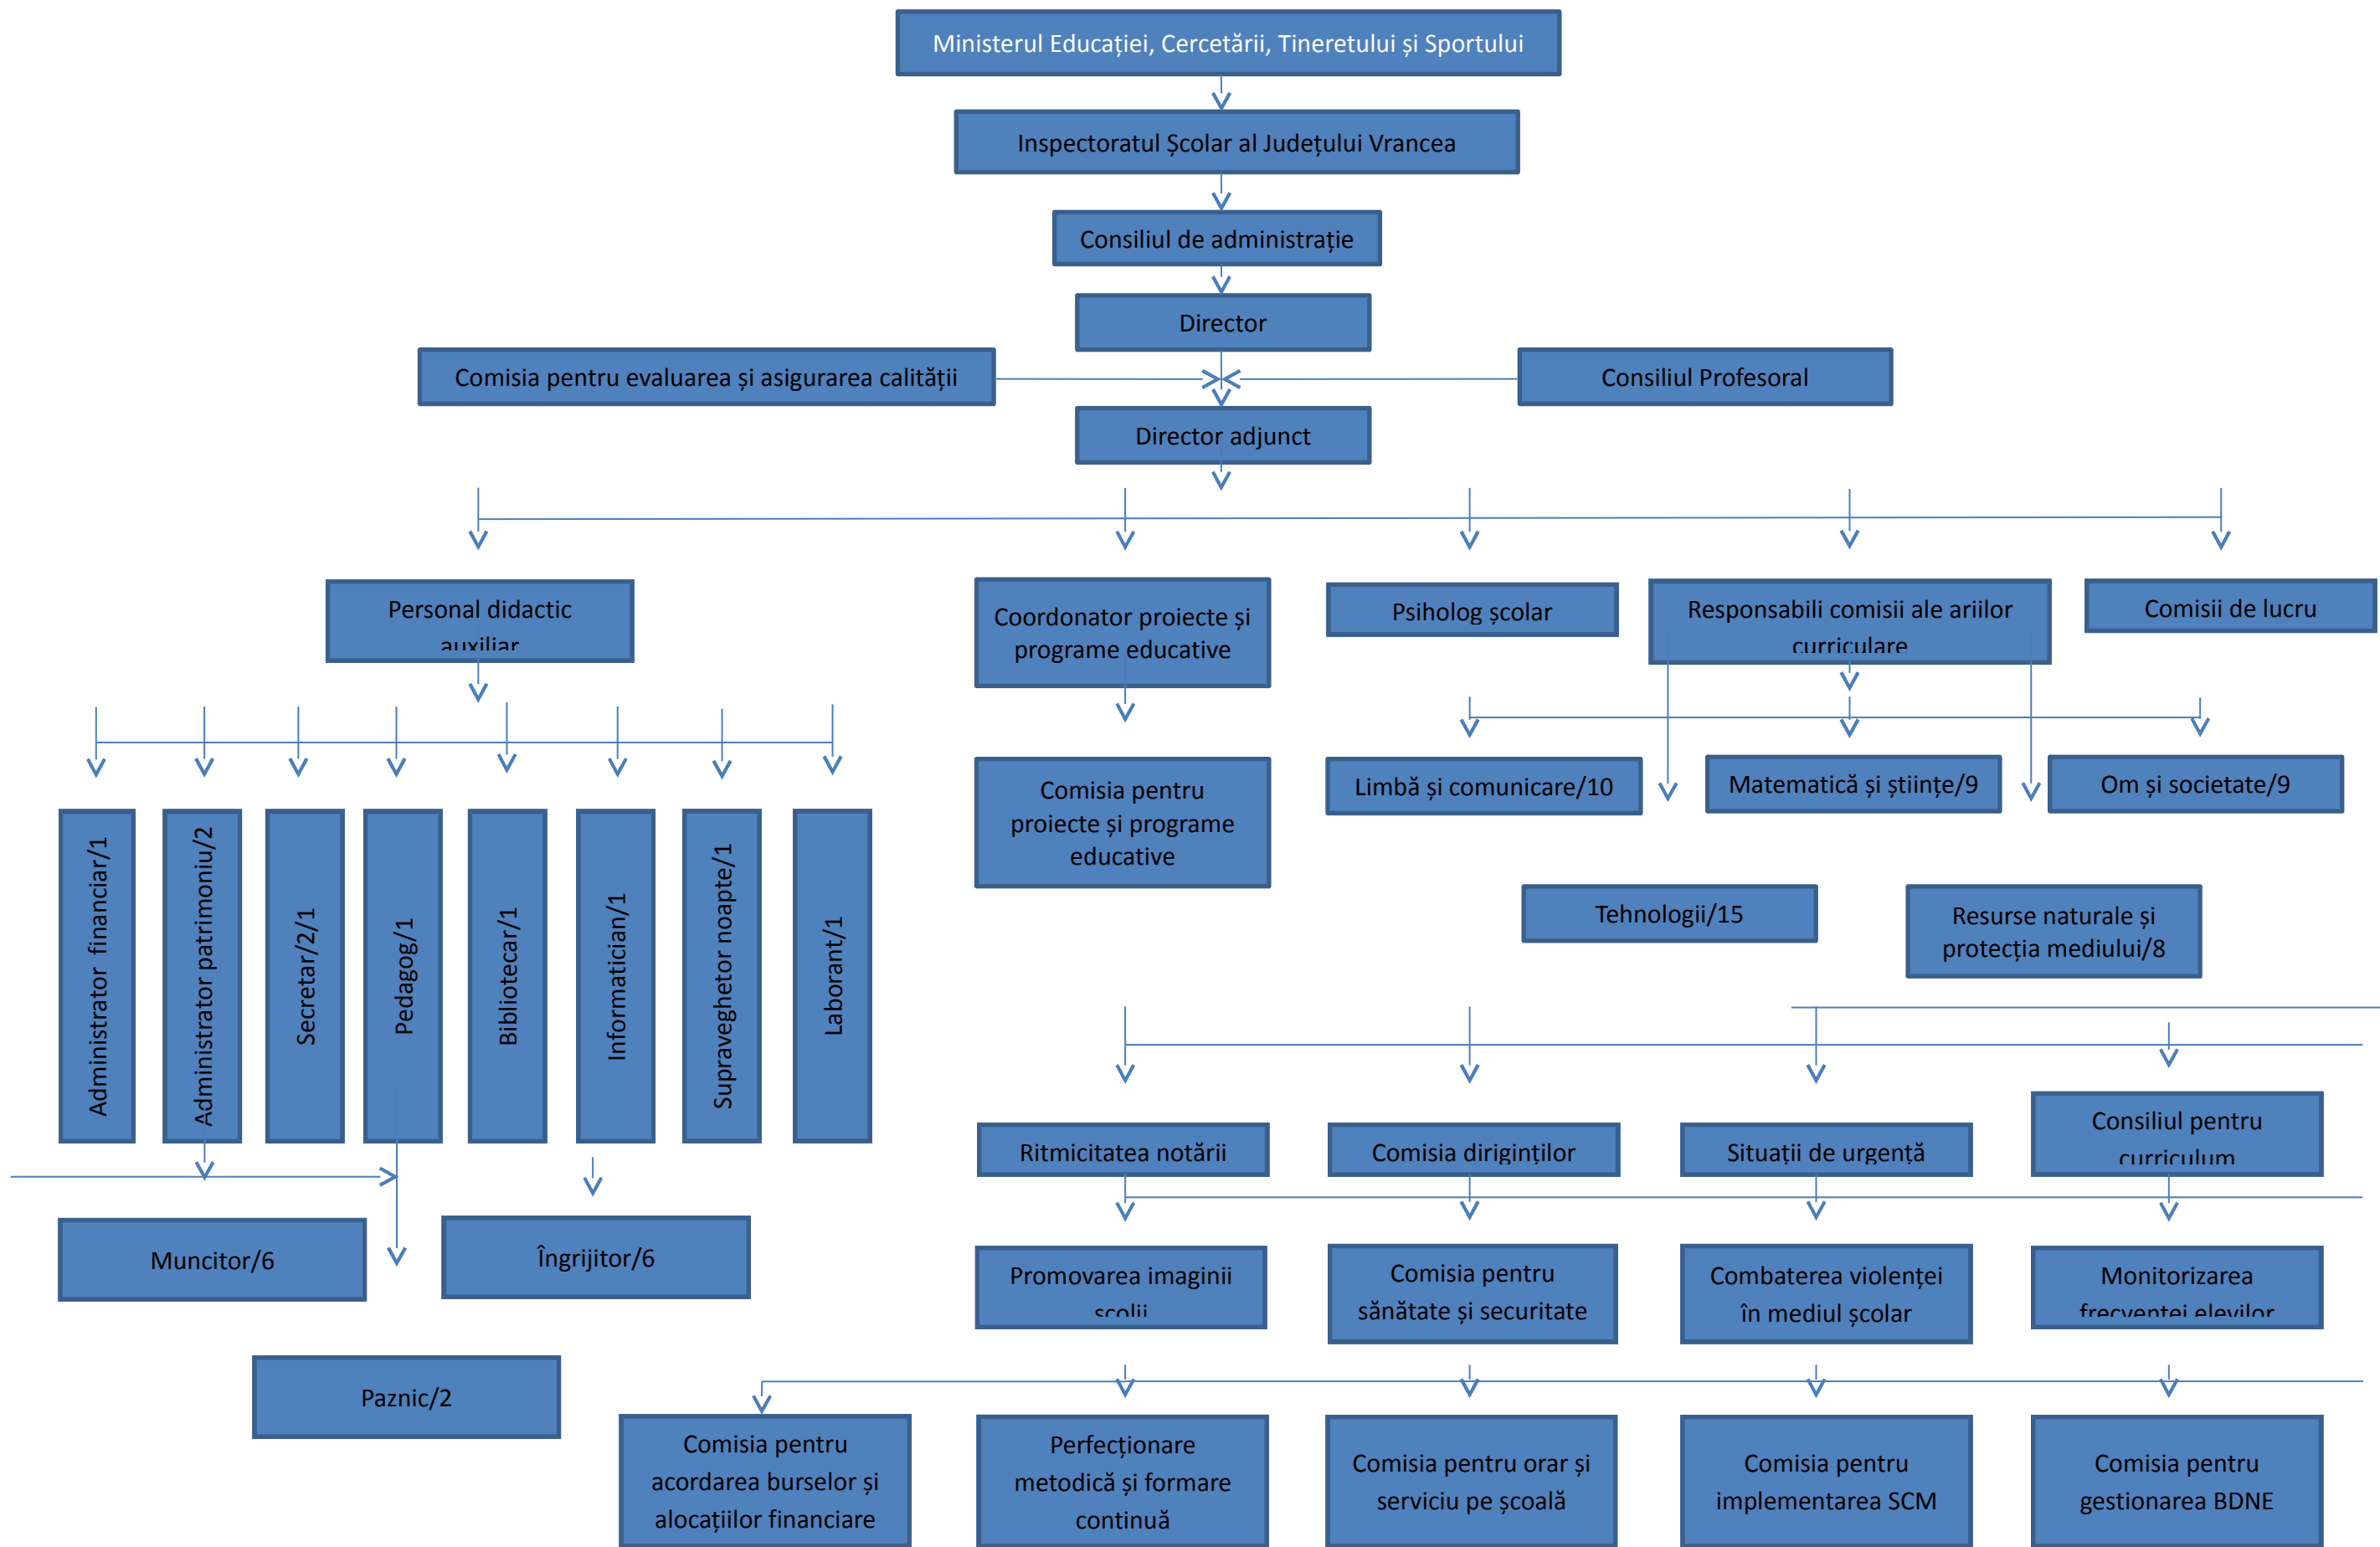 Ministerul Educației, Cercetării, Tineretului și Sportului
Inspectoratul Școlar al Județului Vrancea
Consiliul de administrație
Director
Comisia pentru evaluarea și asigurarea calității
Consiliul Profesoral
Director adjunct
Personal didactic
auxiliar
Coordonator proiecte și
programe educative
Psiholog școlar
Responsabili comisii ale ariilor
curriculare
Comisii de lucru
Comisia pentru
proiecte și programe
educative
Limbă și comunicare/10
Matematică și științe/9
Om și societate/9
Tehnologii/15
Resurse naturale și
protecția mediului/8
Administrator financiar/1
Administrator patrimoniu/2
Secretar/2/1
Pedagog/1
Bibliotecar/1
Informatician/1
Supraveghetor noapte/1
Laborant/1
Ritmicitatea notării
Comisia diriginților
Situații de urgență
Consiliul pentru
curriculum
Muncitor/6
Îngrijitor/6
Promovarea imaginii
școlii
Comisia pentru
sănătate și securitate
Combaterea violenței
în mediul școlar
Monitorizarea
frecvenței elevilor
Paznic/2
Comisia pentru
acordarea burselor și
alocațiilor financiare
Perfecționare
metodică și formare
continuă
Comisia pentru orar și
serviciu pe școală
Comisia pentru
implementarea SCM
Comisia pentru
gestionarea BDNE